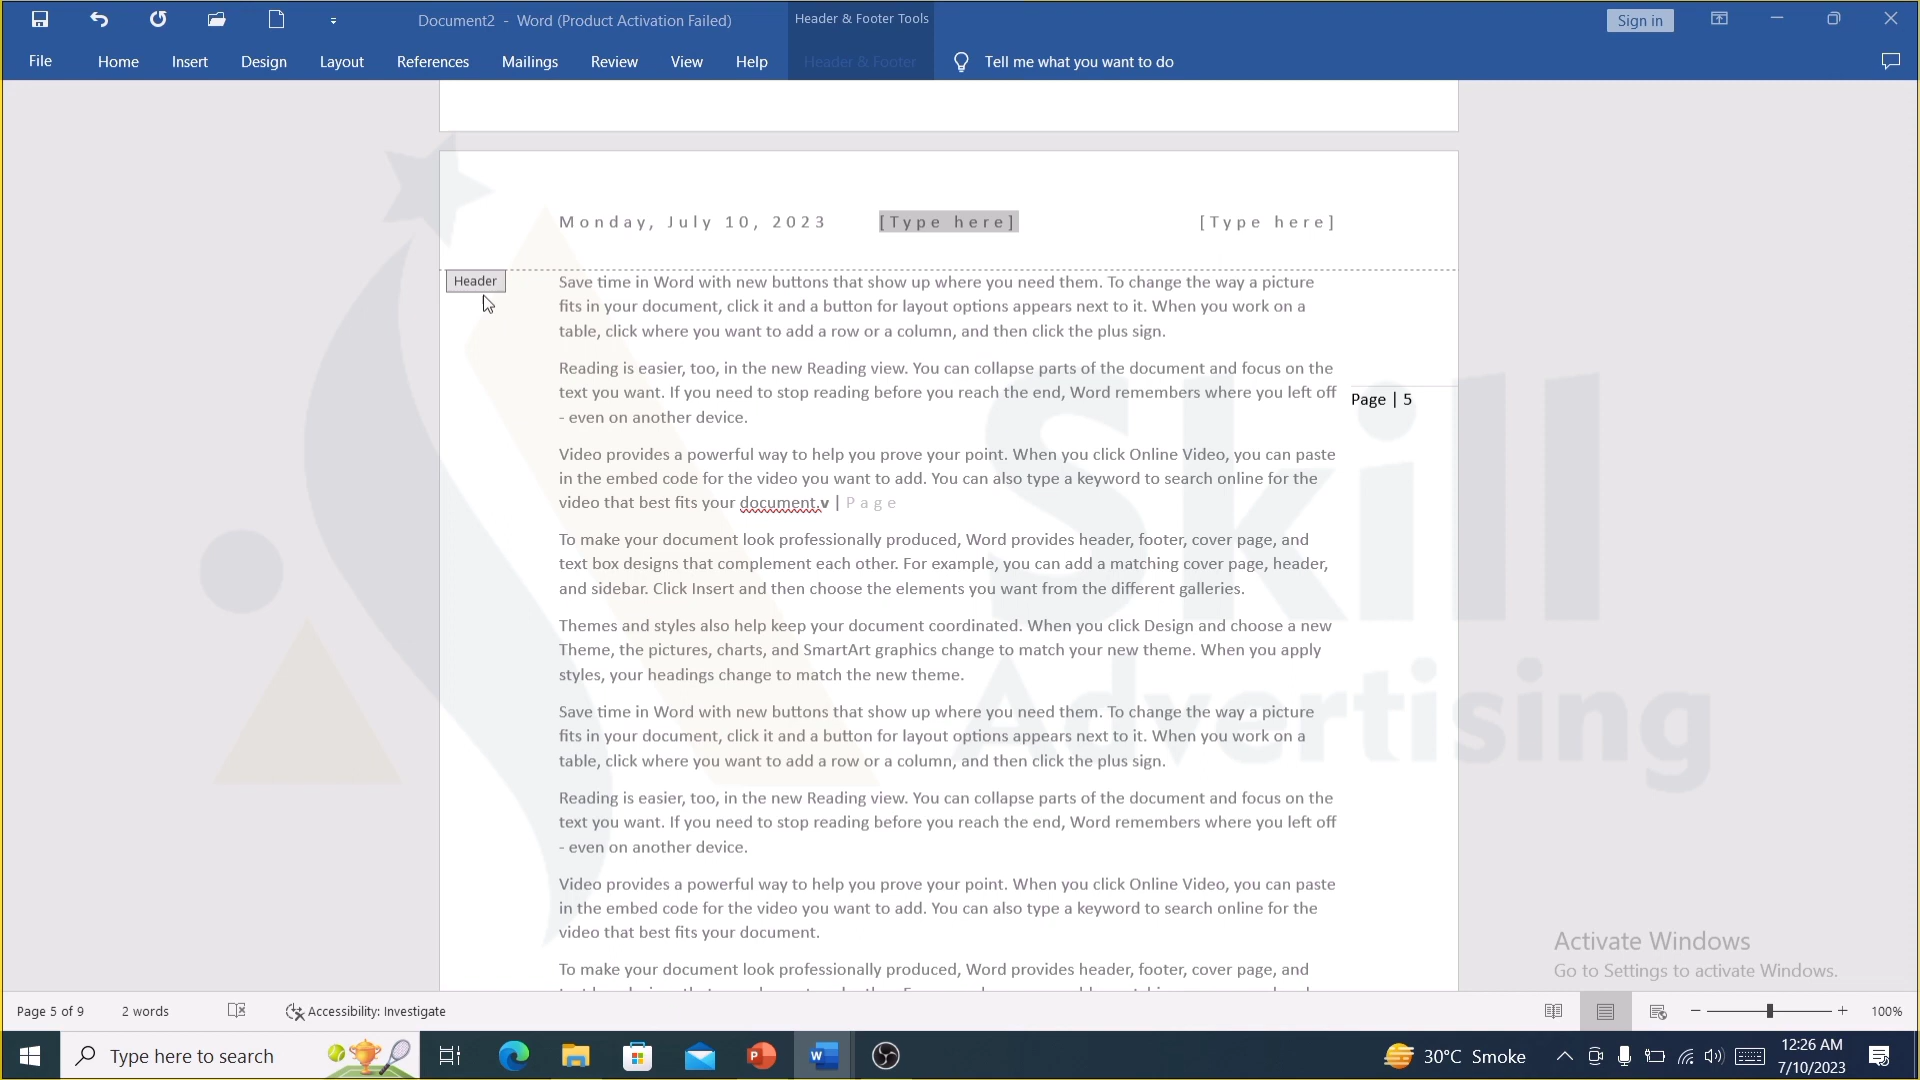 Document2 - Word (Product Activation Failed)
Header & Footer Tools
Sign in
File Home Insert Design Layout References Mailings Review View Help Header & Footer Tell me what you want to do
Monday, July 10, 2023 [Type here] [Type here]
Header
Save time in Word with new buttons that show up where you need them. To change the way a picture
fits in your document, click it and a button for layout options appears next to it. When you work on a
table, click where you want to add a row or a column, and then click the plus sign.
Reading is easier, too, in the new Reading view. You can collapse parts of the document and focus on the
text you want. If you need to stop reading before you reach the end, Word remembers where you left off
- even on another device.
Page | 5
Video provides a powerful way to help you prove your point. When you click Online Video, you can paste
in the embed code for the video you want to add. You can also type a keyword to search online for the
video that best fits your document.v | Page
To make your document look professionally produced, Word provides header, footer, cover page, and
text box designs that complement each other. For example, you can add a matching cover page, header,
and sidebar. Click Insert and then choose the elements you want from the different galleries.
Themes and styles also help keep your document coordinated. When you click Design and choose a new
Theme, the pictures, charts, and SmartArt graphics change to match your new theme. When you apply
styles, your headings change to match the new theme.
Save time in Word with new buttons that show up where you need them. To change the way a picture
fits in your document, click it and a button for layout options appears next to it. When you work on a
table, click where you want to add a row or a column, and then click the plus sign.
Reading is easier, too, in the new Reading view. You can collapse parts of the document and focus on the
text you want. If you need to stop reading before you reach the end, Word remembers where you left off
- even on another device.
Video provides a powerful way to help you prove your point. When you click Online Video, you can paste
in the embed code for the video you want to add. You can also type a keyword to search online for the
video that best fits your document.
To make your document look professionally produced, Word provides header, footer, cover page, and
Skill
Advertising
Activate Windows
Go to Settings to activate Windows.
Page 5 of 9 2 words Accessibility: Investigate 100%
Type here to search
30°C Smoke
12:26 AM
7/10/2023